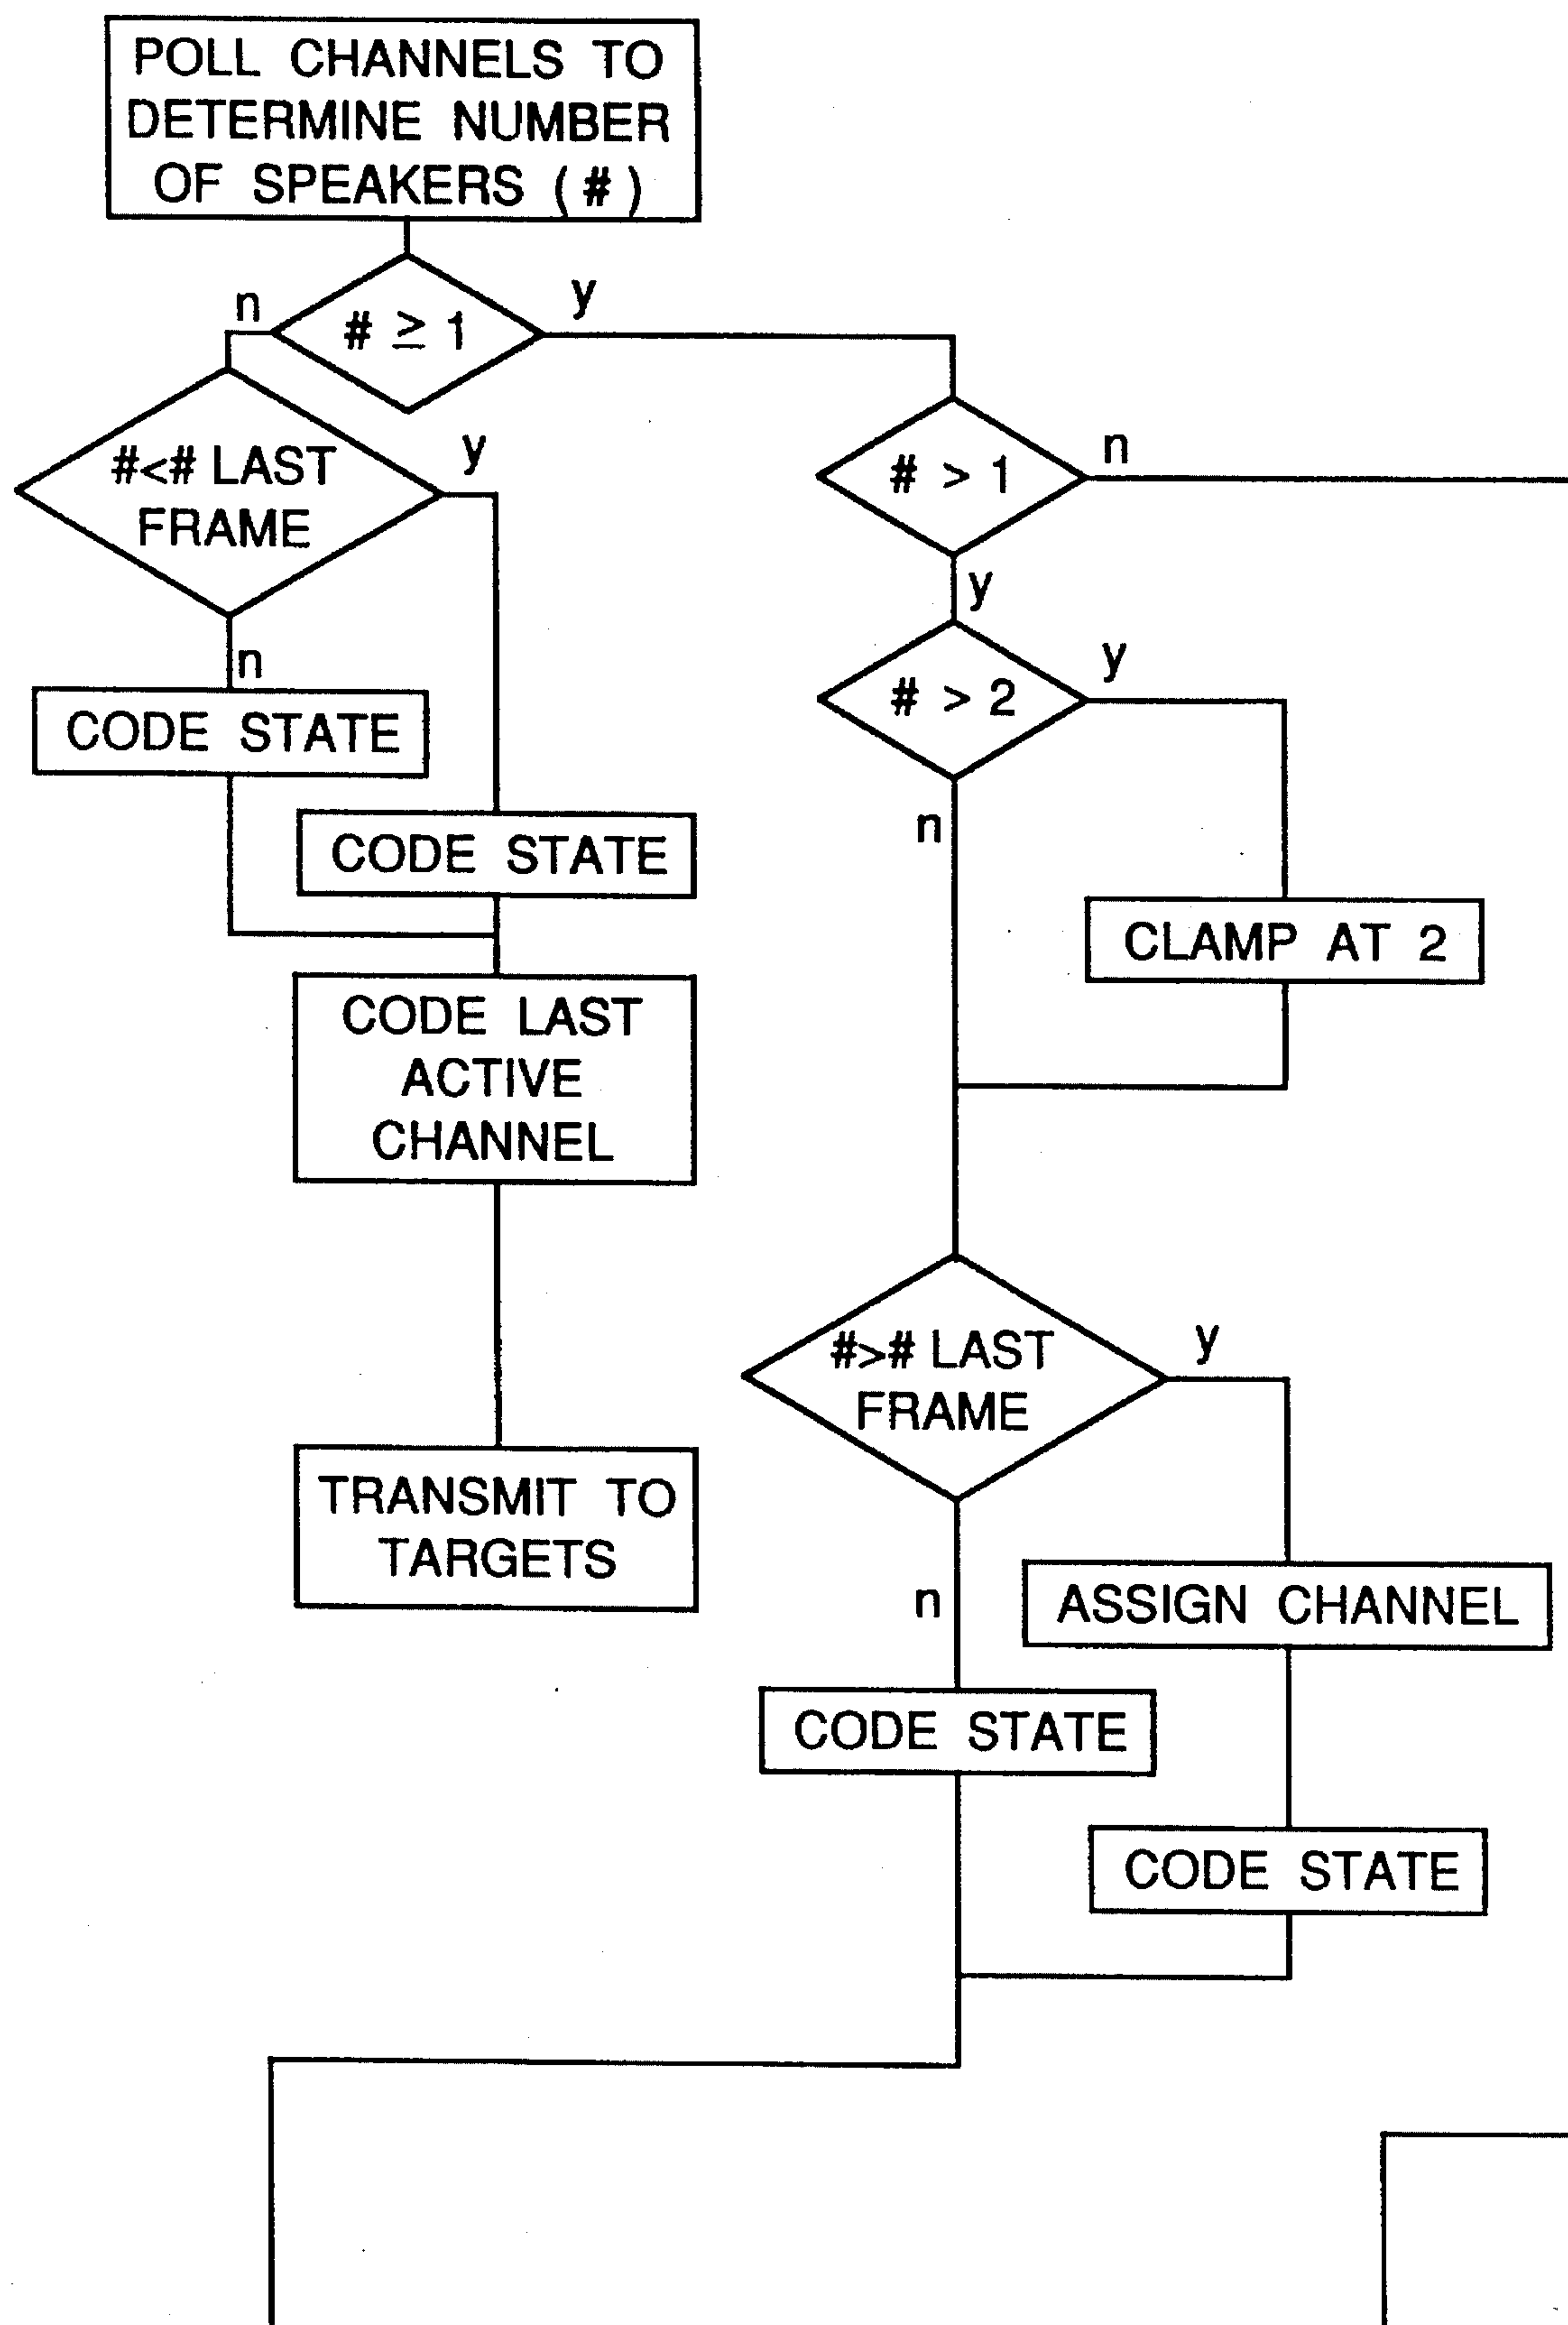 POLL CHANNELS TO
DETERMINE NUMBER
OF SPEAKERS (#)
n
# ≥ 1
y
#<# LAST
FRAME
y
n
CODE STATE
CODE STATE
CODE LAST
ACTIVE
CHANNEL
TRANSMIT TO
TARGETS
# > 1
n
y
# > 2
y
n
CLAMP AT 2
#># LAST
FRAME
y
n
ASSIGN CHANNEL
CODE STATE
CODE STATE